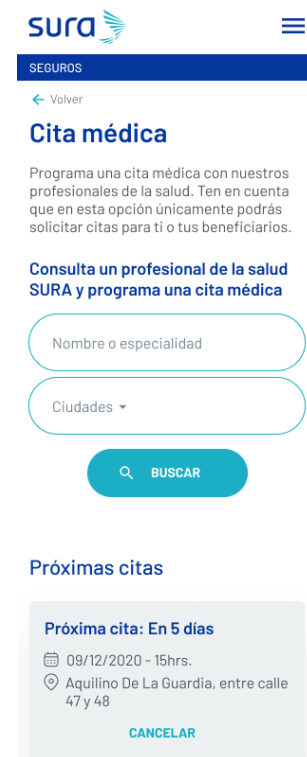 sura
SEGUROS
Volver
Cita médica
Programa una cita médica con nuestros
profesionales de la salud. Ten en cuenta
que en esta opción únicamente podrás
solicitar citas para ti o tus beneficiarios.
Consulta un profesional de la salud
SURA y programa una cita médica
Nombre o especialidad
Ciudades
BUSCAR
Próximas citas
Próxima cita: En 5 días
09/12/2020 - 15hrs.
Aquilino De La Guardia, entre calle
47 y 48
CANCELAR